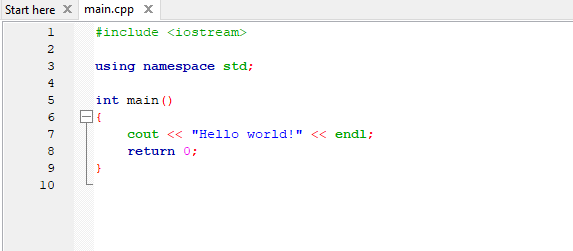 Start here main.cpp
1 #include <iostream>
2
3 using namespace std;
4
5 int main()
6 {
7 cout << "Hello world!" << endl;
8 return 0;
9 }
10